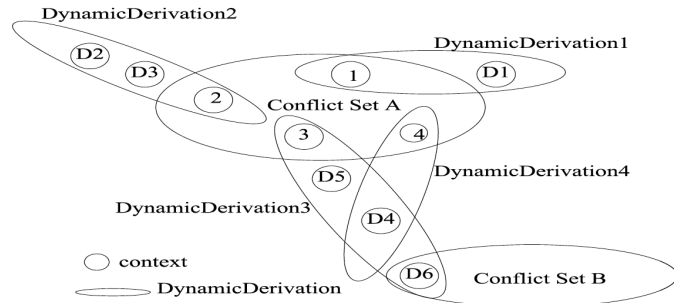 DynamicDerivation2
DynamicDerivation1
D2
D3
2
1
D1
Conflict Set A
3
4
D5
DynamicDerivation4
DynamicDerivation3
D4
context
D6
Conflict Set B
DynamicDerivation